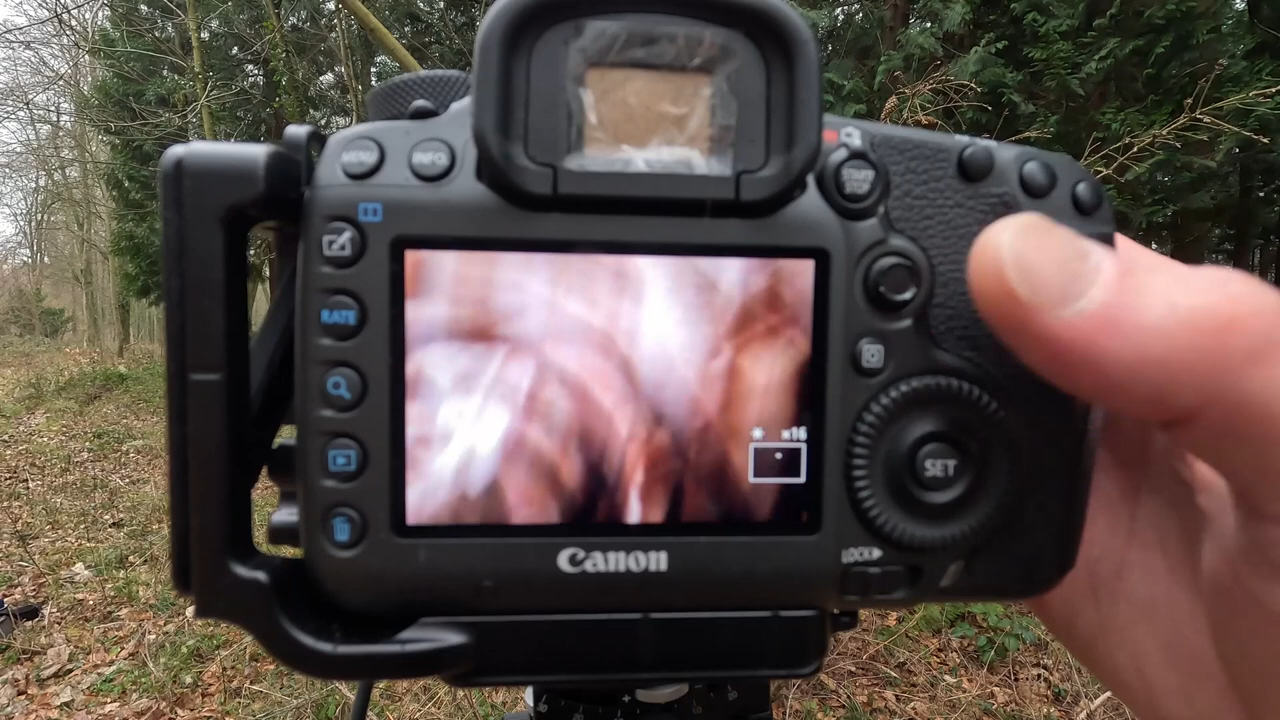 MENU
INFO.
START/
STOP
RATE
x16
SET
Canon
LOCK▶